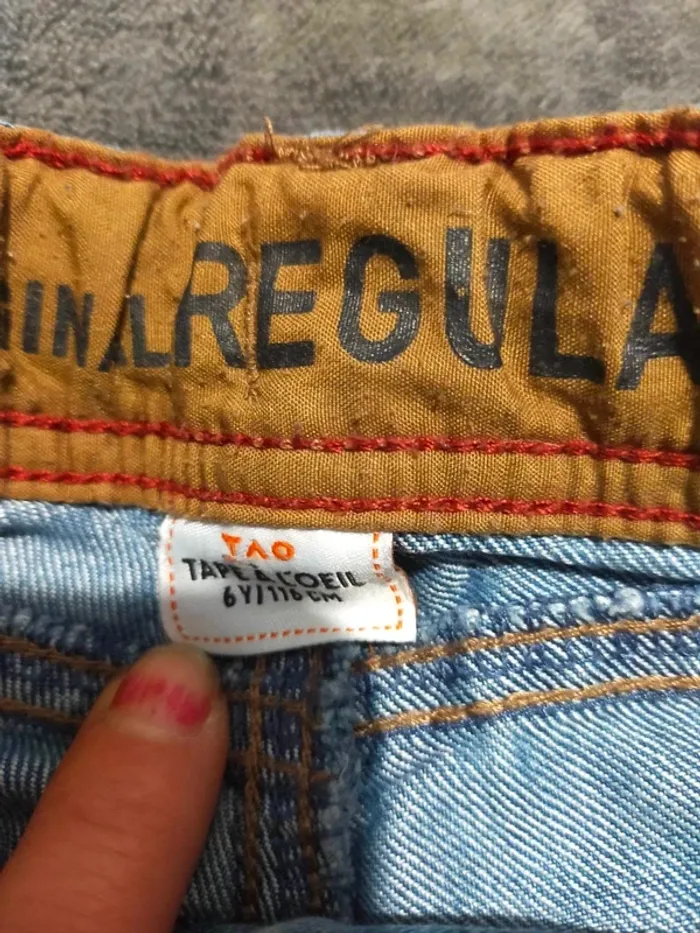 GINAL REGULA
TAO
TAPE À L'OEIL
6Y/116 CM